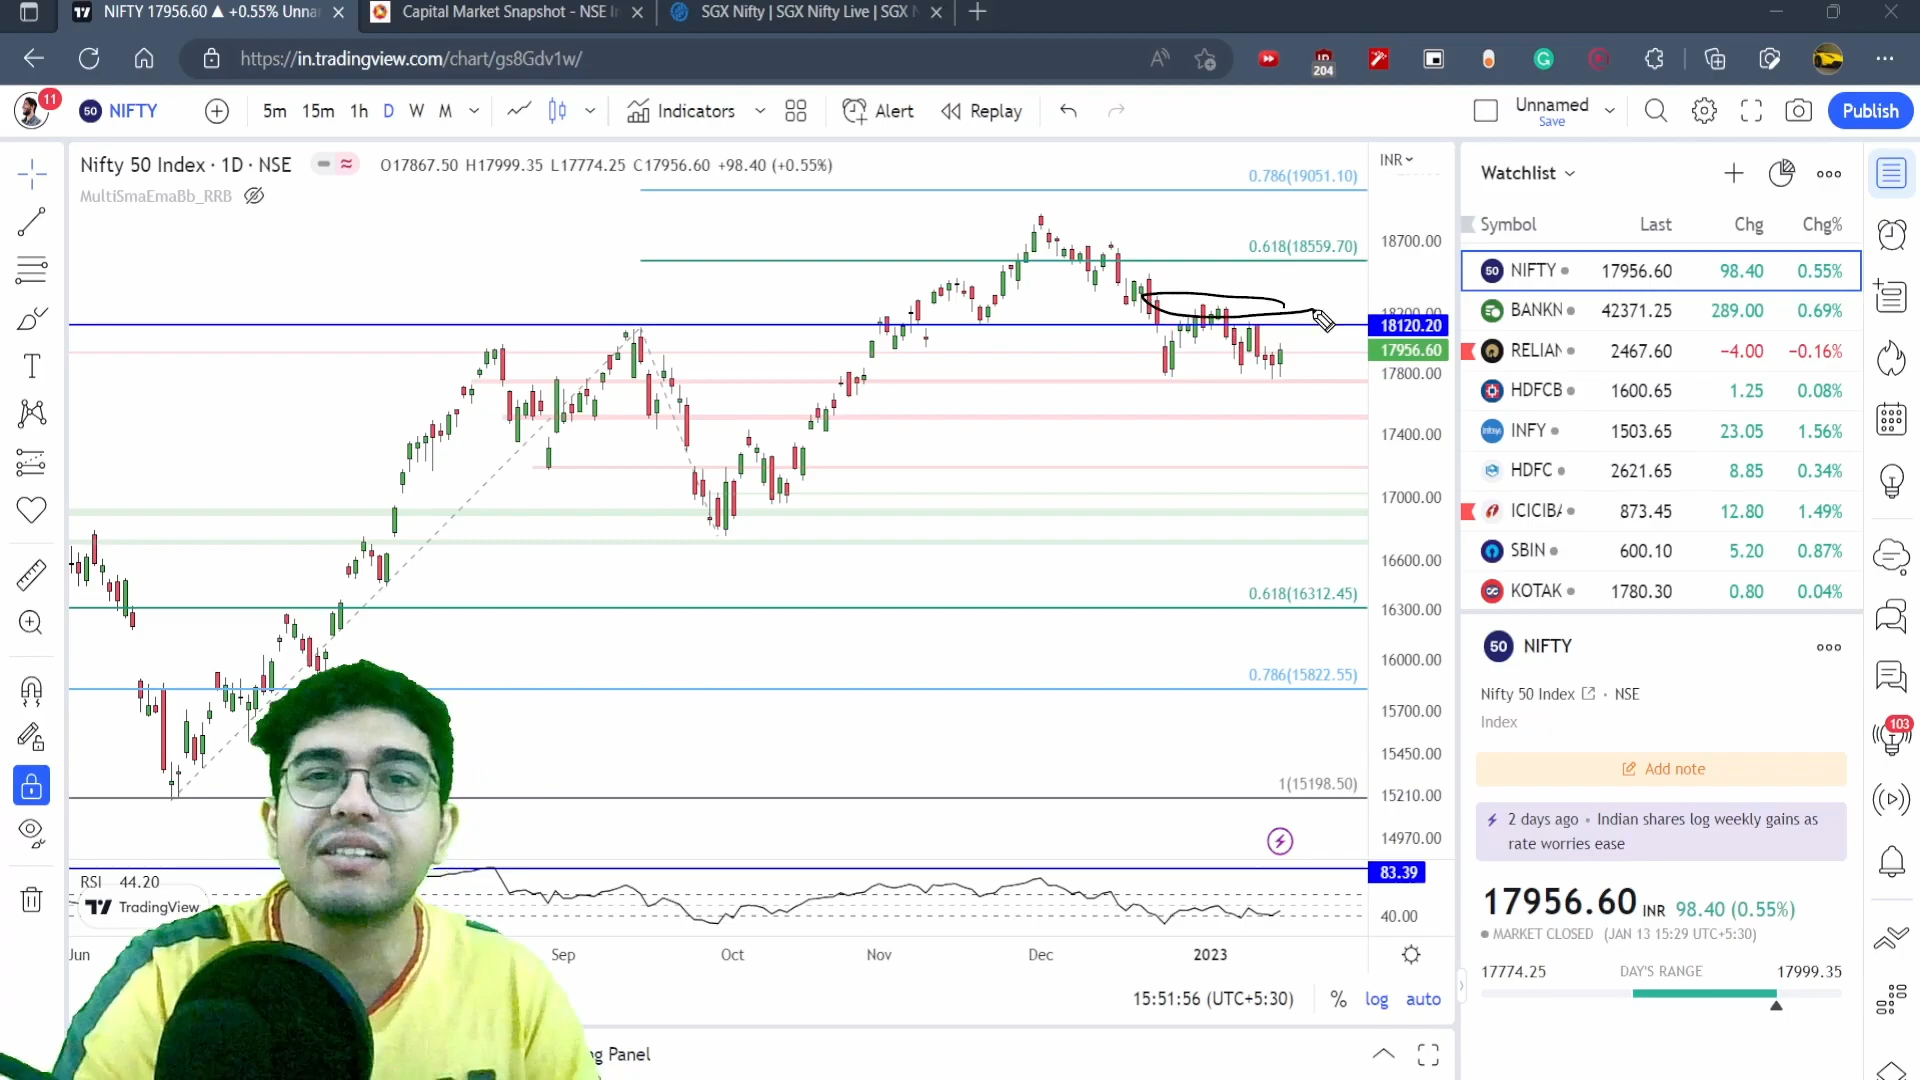 NIFTY 17956.60 ▲ +0.55% Unna
Capital Market Snapshot - NSE In
SGX Nifty | SGX Nifty Live | SGX N
https://in.tradingview.com/chart/gs8Gdv1w/
204
11
50 NIFTY
5m 15m 1h D W M
Indicators
Alert
Replay
Unnamed
Save
Publish
Nifty 50 Index · 1D · NSE
O17867.50 H17999.35 L17774.25 C17956.60 +98.40 (+0.55%)
MultiSmaEmaBb_RRB
INR
0.786(19051.10)
18700.00
0.618(18559.70)
18200.00
18120.20
17956.60
17800.00
17400.00
17000.00
16600.00
0.618(16312.45)
16300.00
16000.00
0.786(15822.55)
15700.00
15450.00
1(15198.50)
15210.00
14970.00
83.39
RSI 44.20
TradingView
40.00
Jun Sep Oct Nov Dec 2023
15:51:56 (UTC+5:30) % log auto
ng Panel
Watchlist
Symbol Last Chg Chg%
50 NIFTY 17956.60 98.40 0.55%
BANKN 42371.25 289.00 0.69%
RELIAN 2467.60 −4.00 −0.16%
HDFCB 1600.65 1.25 0.08%
INFY 1503.65 23.05 1.56%
HDFC 2621.65 8.85 0.34%
ICICIBA 873.45 12.80 1.49%
SBIN 600.10 5.20 0.87%
KOTAK 1780.30 0.80 0.04%
50 NIFTY
Nifty 50 Index · NSE
Index
Add note
2 days ago • Indian shares log weekly gains as
rate worries ease
17956.60 INR 98.40 (0.55%)
MARKET CLOSED (JAN 13 15:29 UTC+5:30)
17774.25 DAY'S RANGE 17999.35
103